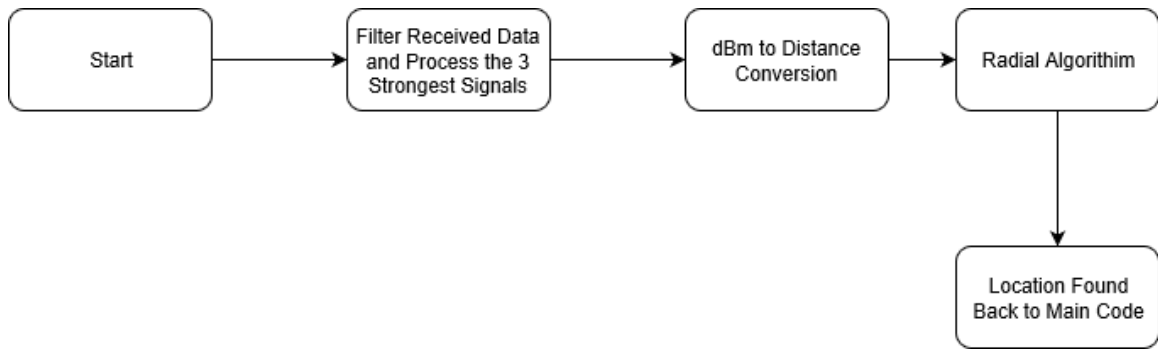 Start
Filter Received Data
and Process the 3
Strongest Signals
dBm to Distance
Conversion
Radial Algorithim
Location Found
Back to Main Code